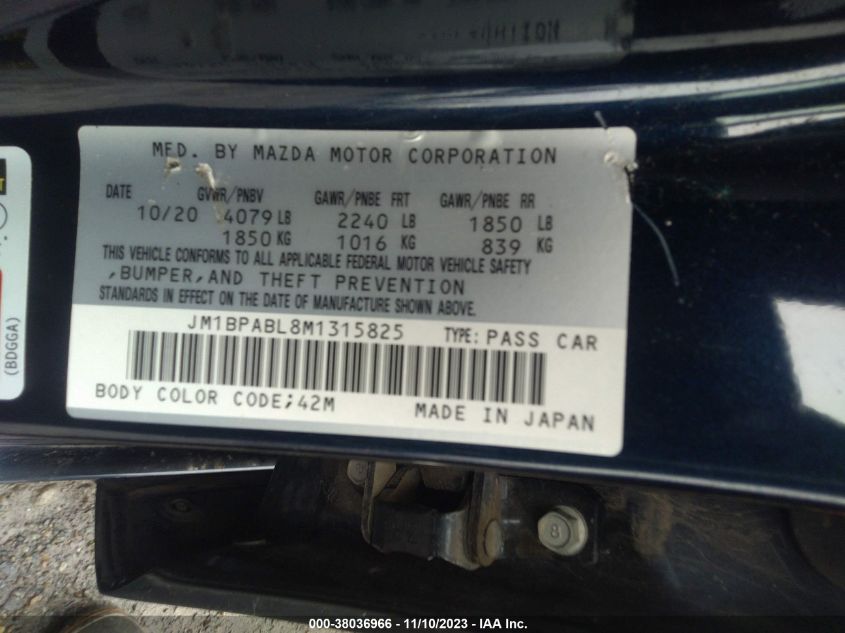 MFD. BY MAZDA MOTOR CORPORATION
DATE GVWR/PNBV GAWR/PNBE FRT GAWR/PNBE RR
10/20 4079 LB 2240 LB 1850 LB
1850 KG 1016 KG 839 KG
THIS VEHICLE CONFORMS TO ALL APPLICABLE FEDERAL MOTOR VEHICLE SAFETY
,BUMPER,AND THEFT PREVENTION
STANDARDS IN EFFECT ON THE DATE OF MANUFACTURE SHOWN ABOVE.
JM1BPABL8M1315825 TYPE: PASS CAR
BODY COLOR CODE;42M MADE IN JAPAN
(BDGGA)
8
000-38036966 - 11/10/2023 - IAA Inc.